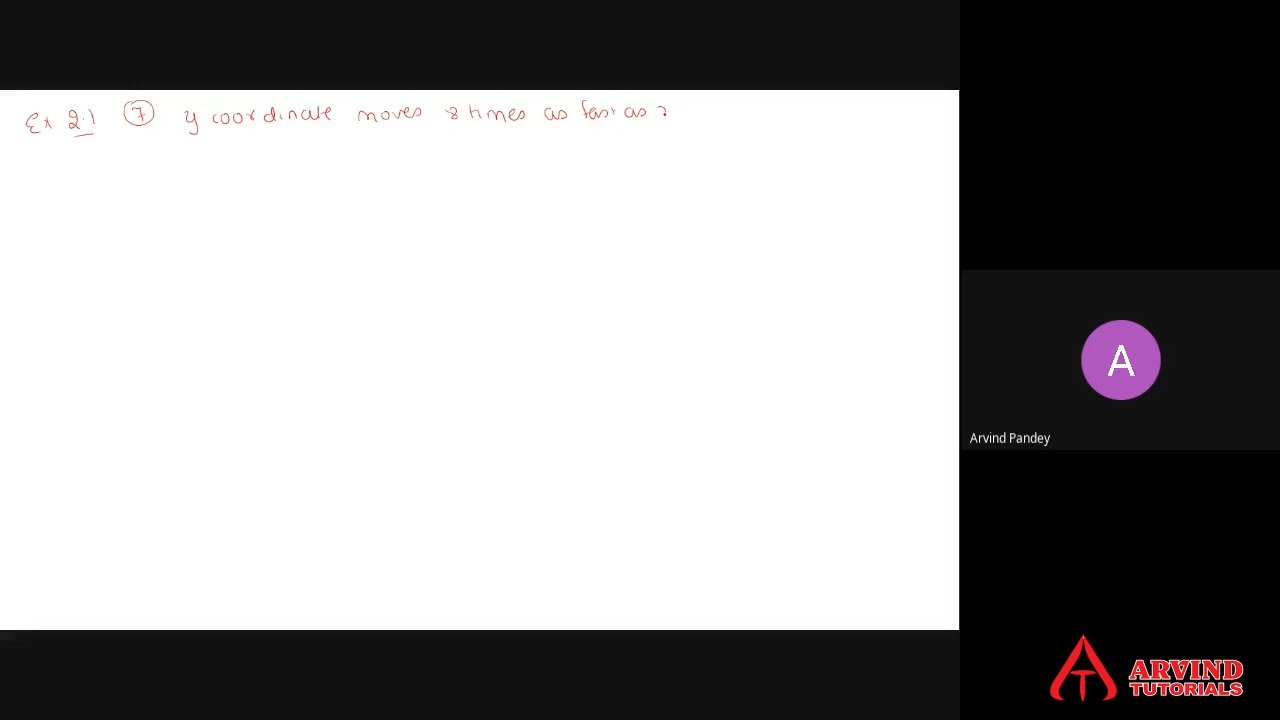 Ex 2.1 7 y coordinate moves 8 times as fast as
A
Arvind Pandey
ARVIND
TUTORIALS